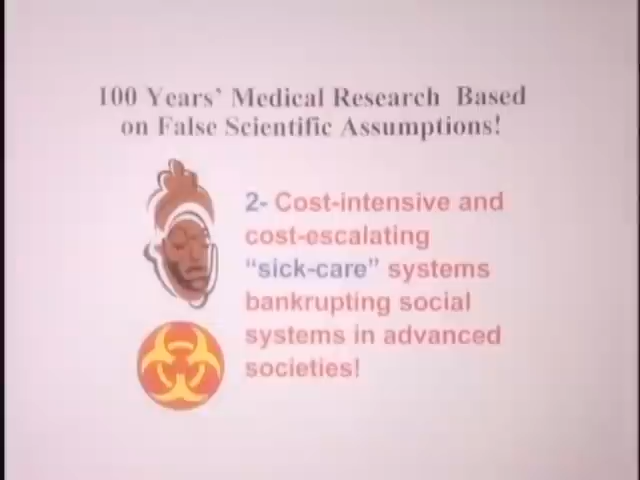 100 Years’ Medical Research Based
on False Scientific Assumptions!
2- Cost-intensive and
cost-escalating
“sick-care” systems
bankrupting social
systems in advanced
societies!